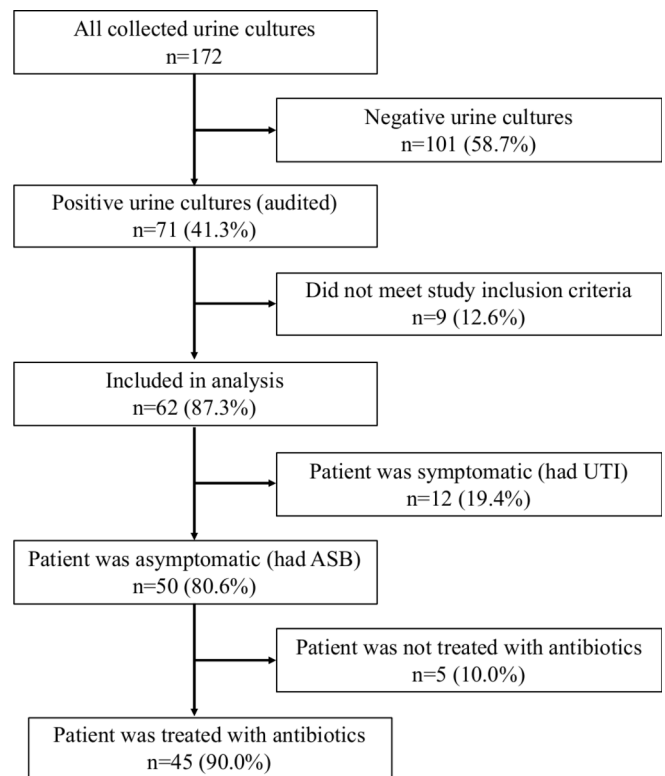 All collected urine cultures
n=172
Negative urine cultures
n=101 (58.7%)
Positive urine cultures (audited)
n=71 (41.3%)
Did not meet study inclusion criteria
n=9 (12.6%)
Included in analysis
n=62 (87.3%)
Patient was symptomatic (had UTI)
n=12 (19.4%)
Patient was asymptomatic (had ASB)
n=50 (80.6%)
Patient was not treated with antibiotics
n=5 (10.0%)
Patient was treated with antibiotics
n=45 (90.0%)